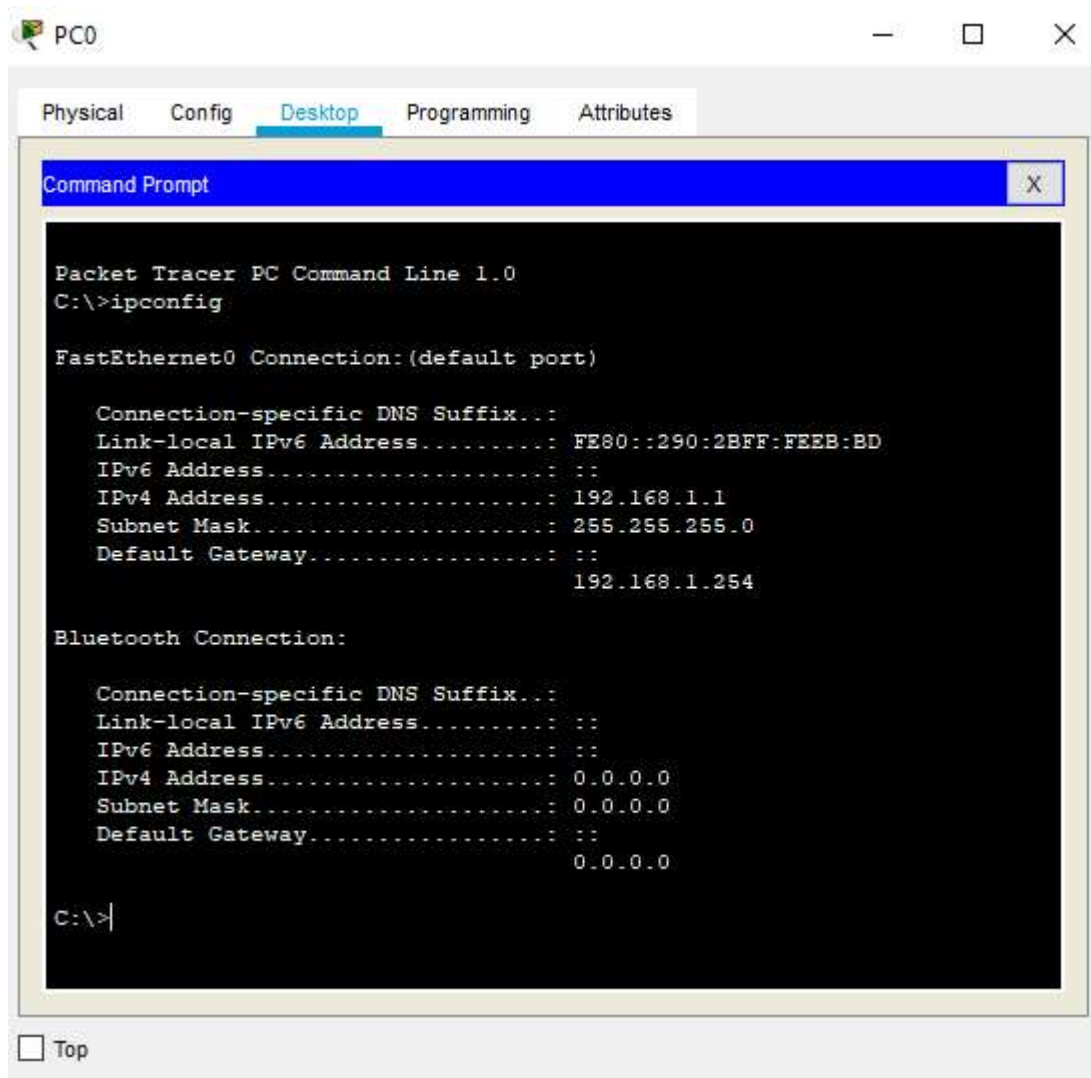 PC0
Physical Config Desktop Programming Attributes
Command Prompt X
Packet Tracer PC Command Line 1.0
C:\>ipconfig
FastEthernet0 Connection:(default port)
Connection-specific DNS Suffix..:
Link-local IPv6 Address.........: FE80::290:2BFF:FEEB:BD
IPv6 Address....................: ::
IPv4 Address....................: 192.168.1.1
Subnet Mask.....................: 255.255.255.0
Default Gateway.................: ::
192.168.1.254
Bluetooth Connection:
Connection-specific DNS Suffix..:
Link-local IPv6 Address.........: ::
IPv6 Address....................: ::
IPv4 Address....................: 0.0.0.0
Subnet Mask.....................: 0.0.0.0
Default Gateway.................: ::
0.0.0.0
C:\>
Top